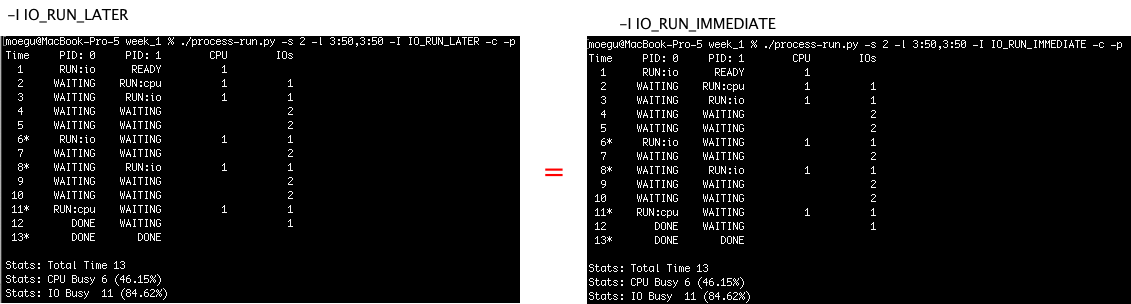 -I IO_RUN_LATER
[moegu@MacBook-Pro-5 week_1 % ./process-run.py -s 2 -l 3:50,3:50 -I IO_RUN_LATER -c -p
Time PID: 0 PID: 1 CPU IOs
1 RUN:io READY 1
2 WAITING RUN:cpu 1 1
3 WAITING RUN:io 1 1
4 WAITING WAITING 2
5 WAITING WAITING 2
6* RUN:io WAITING 1 1
7 WAITING WAITING 2
8* WAITING RUN:io 1 1
9 WAITING WAITING 2
10 WAITING WAITING 2
11* RUN:cpu WAITING 1 1
12 DONE WAITING 1
13* DONE DONE
Stats: Total Time 13
Stats: CPU Busy 6 (46.15%)
Stats: IO Busy 11 (84.62%)
=
-I IO_RUN_IMMEDIATE
[moegu@MacBook-Pro-5 week_1 % ./process-run.py -s 2 -l 3:50,3:50 -I IO_RUN_IMMEDIATE -c -p
Time PID: 0 PID: 1 CPU IOs
1 RUN:io READY 1
2 WAITING RUN:cpu 1 1
3 WAITING RUN:io 1 1
4 WAITING WAITING 2
5 WAITING WAITING 2
6* RUN:io WAITING 1 1
7 WAITING WAITING 2
8* WAITING RUN:io 1 1
9 WAITING WAITING 2
10 WAITING WAITING 2
11* RUN:cpu WAITING 1 1
12 DONE WAITING 1
13* DONE DONE
Stats: Total Time 13
Stats: CPU Busy 6 (46.15%)
Stats: IO Busy 11 (84.62%)